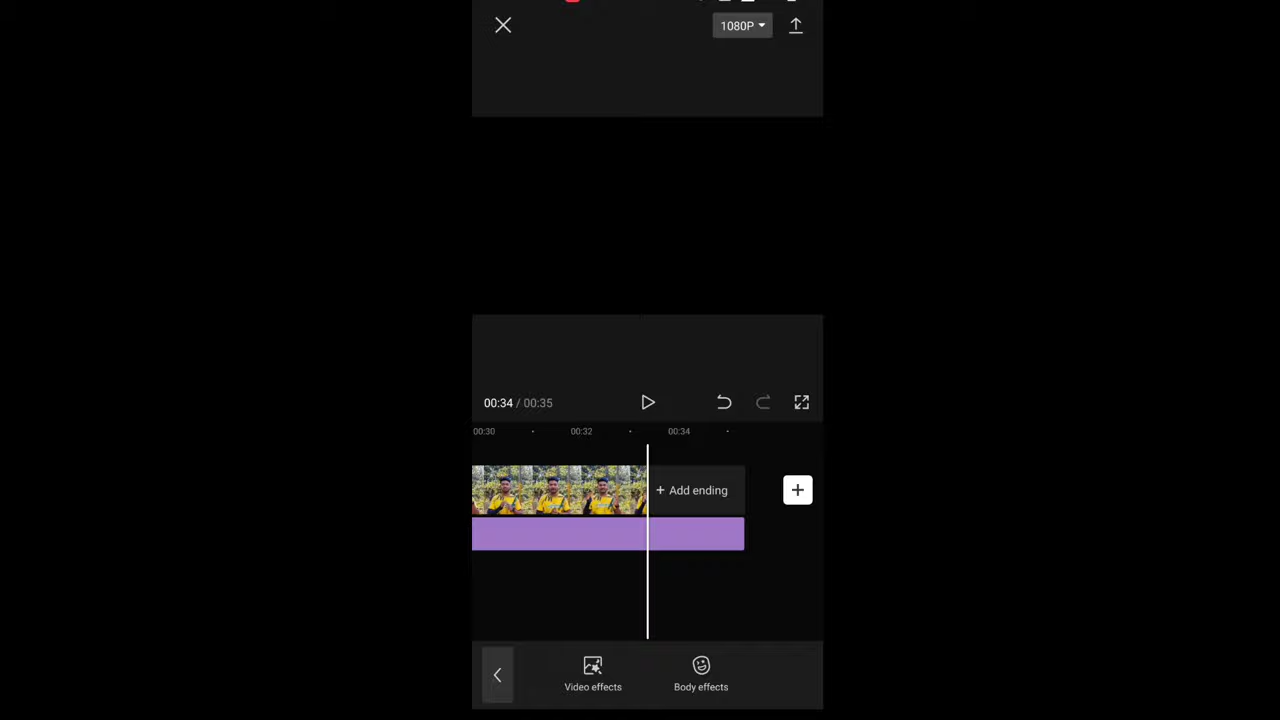 1080P
00:34 / 00:35
00:30 00:32 00:34
+ Add ending
Video effects Body effects